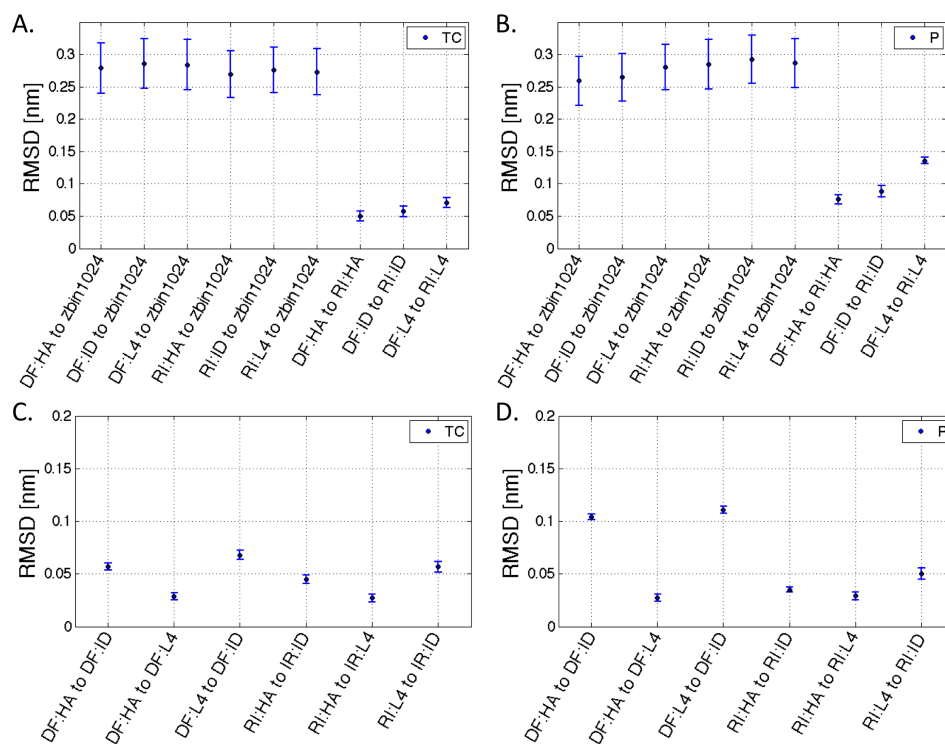 A.
TC
RMSD [nm]
0.3
0.25
0.2
0.15
0.1
0.05
0
DF:HA to zbin1024
DF:ID to zbin1024
DF:L4 to zbin1024
RI:HA to zbin1024
RI:ID to zbin1024
RI:L4 to zbin1024
DF:HA to RI:HA
DF:ID to RI:ID
DF:L4 to RI:L4
B.
P
RMSD [nm]
0.3
0.25
0.2
0.15
0.1
0.05
0
DF:HA to zbin1024
DF:ID to zbin1024
DF:L4 to zbin1024
RI:HA to zbin1024
RI:ID to zbin1024
RI:L4 to zbin1024
DF:HA to RI:HA
DF:ID to RI:ID
DF:L4 to RI:L4
C.
TC
RMSD [nm]
0.2
0.15
0.1
0.05
0
DF:HA to DF:ID
DF:HA to DF:L4
DF:L4 to DF:ID
RI:HA to IR:ID
RI:HA to IR:L4
RI:L4 to IR:ID
D.
P
RMSD [nm]
0.2
0.15
0.1
0.05
0
DF:HA to DF:ID
DF:HA to DF:L4
DF:L4 to DF:ID
RI:HA to RI:ID
RI:HA to RI:L4
RI:L4 to RI:ID